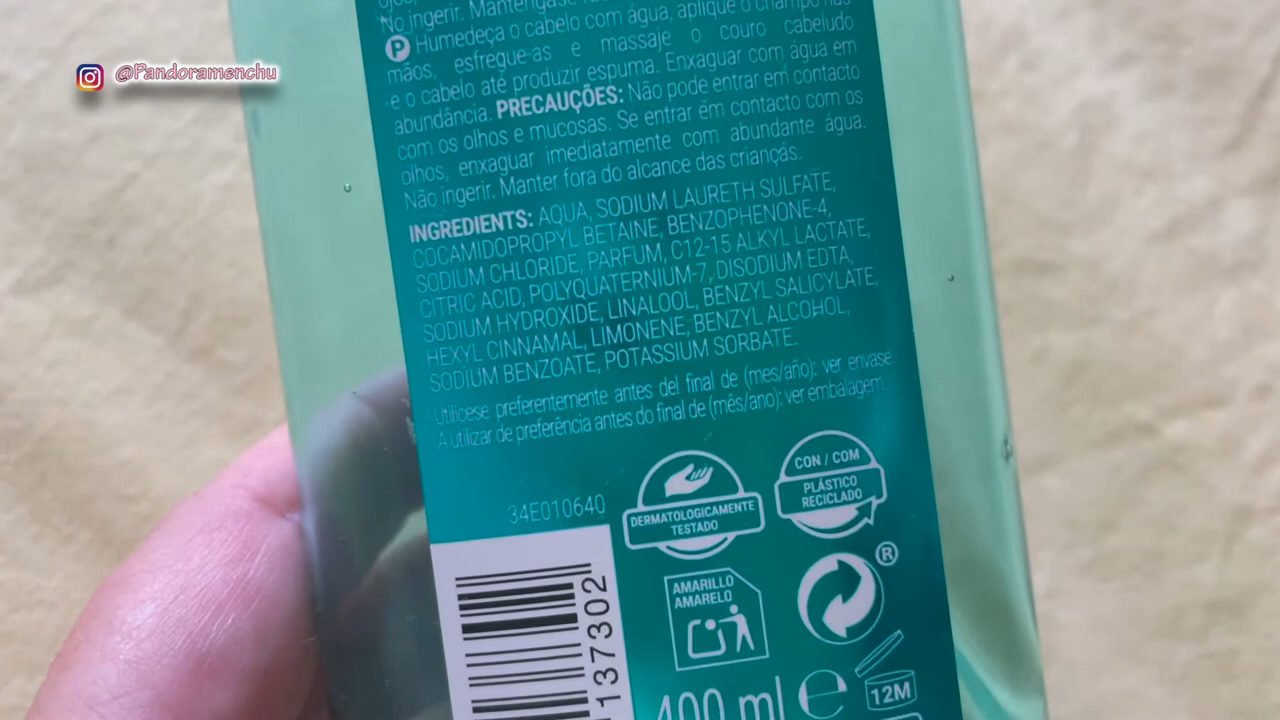 @Pandoramenchu
No ingerir. Manténgase
P Humedeça o cabelo com água, aplique o champô nas
mãos, esfregue-as e massaje o couro cabeludo
e o cabelo até produzir espuma. Enxaguar com água em
abundância. PRECAUÇÕES: Não pode entrar em contacto
com os olhos e mucosas. Se entrar em contacto com os
olhos, enxaguar imediatamente com abundante água.
Não ingerir. Manter fora do alcance das crianças.
INGREDIENTS: AQUA, SODIUM LAURETH SULFATE,
COCAMIDOPROPYL BETAINE, BENZOPHENONE-4,
SODIUM CHLORIDE, PARFUM, C12-15 ALKYL LACTATE,
CITRIC ACID, POLYQUATERNIUM-7, DISODIUM EDTA,
SODIUM HYDROXIDE, LINALOOL, BENZYL SALICYLATE,
HEXYL CINNAMAL, LIMONENE, BENZYL ALCOHOL,
SODIUM BENZOATE, POTASSIUM SORBATE.
Utilícese preferentemente antes del final de (mes/año): ver envase.
A utilizar de preferência antes do final de (mês/ano): ver embalagem.
34E010640
DERMATOLOGICAMENTE
TESTADO
CON / COM
PLÁSTICO
RECICLADO
AMARILLO
AMARELO
®
137302
400 ml e
12M